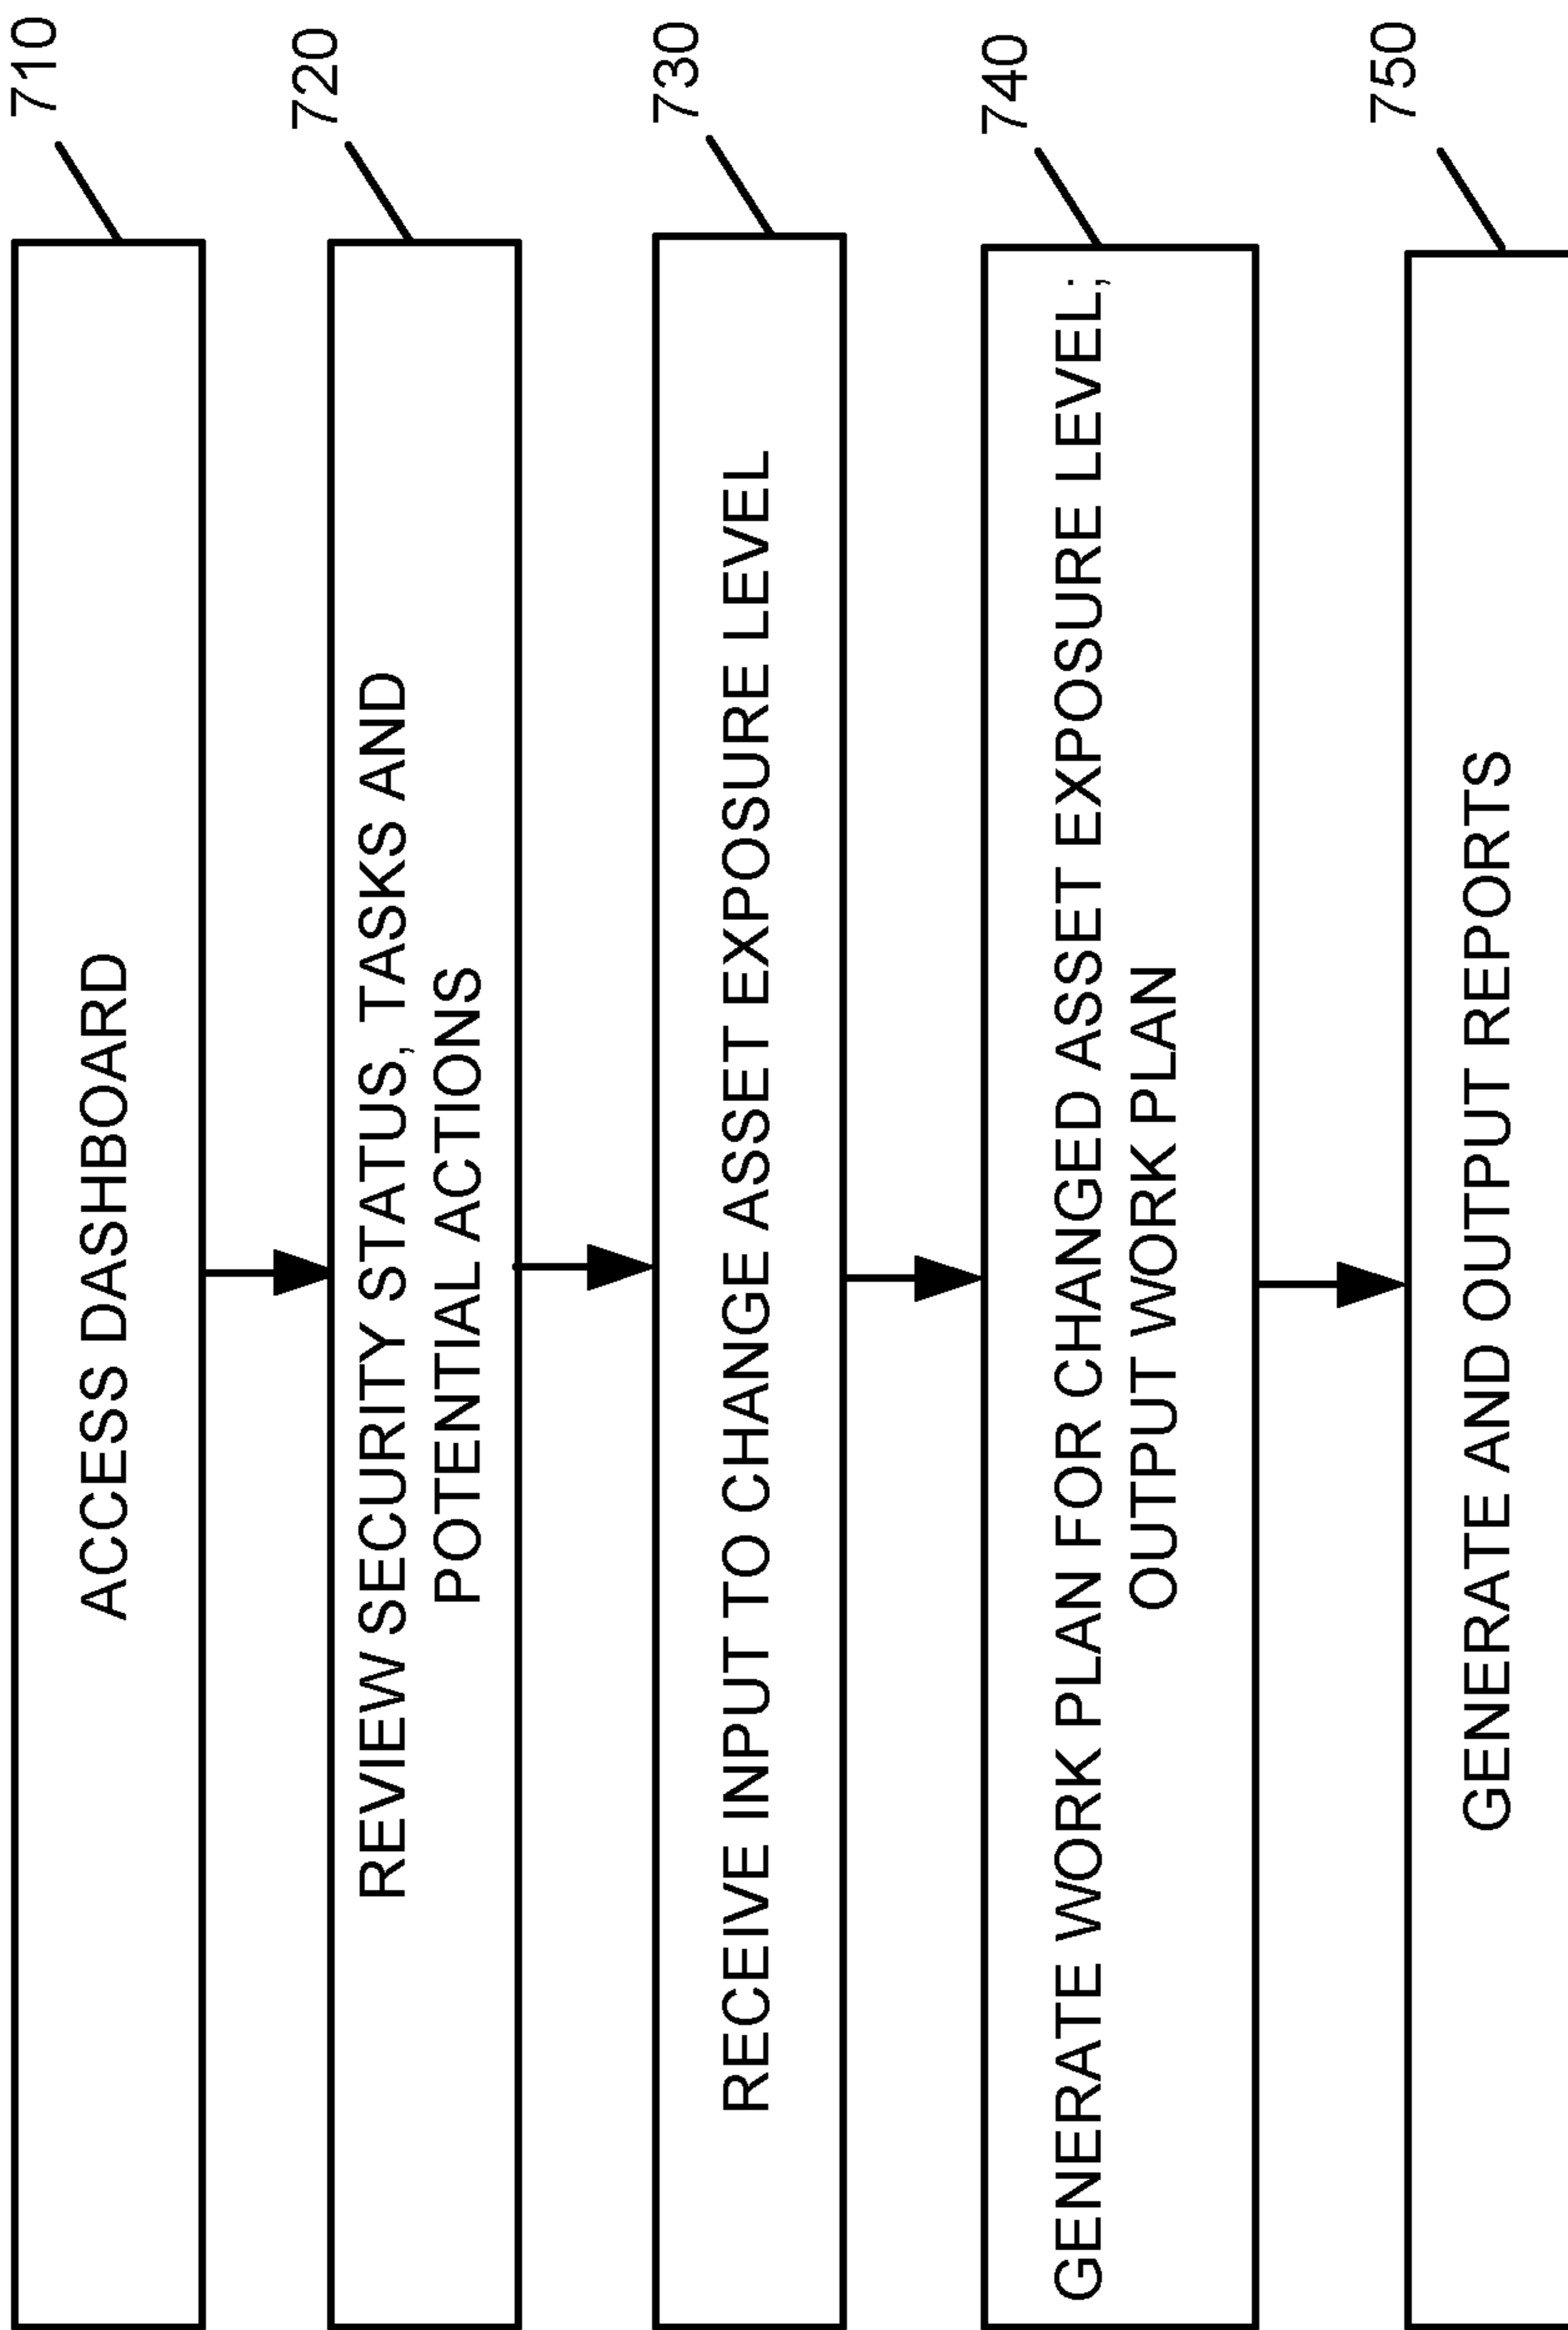 710
ACCESS DASHBOARD
720
REVIEW SECURITY STATUS, TASKS AND
POTENTIAL ACTIONS
730
RECEIVE INPUT TO CHANGE ASSET EXPOSURE LEVEL
740
GENERATE WORK PLAN FOR CHANGED ASSET EXPOSURE LEVEL;
OUTPUT WORK PLAN
750
GENERATE AND OUTPUT REPORTS